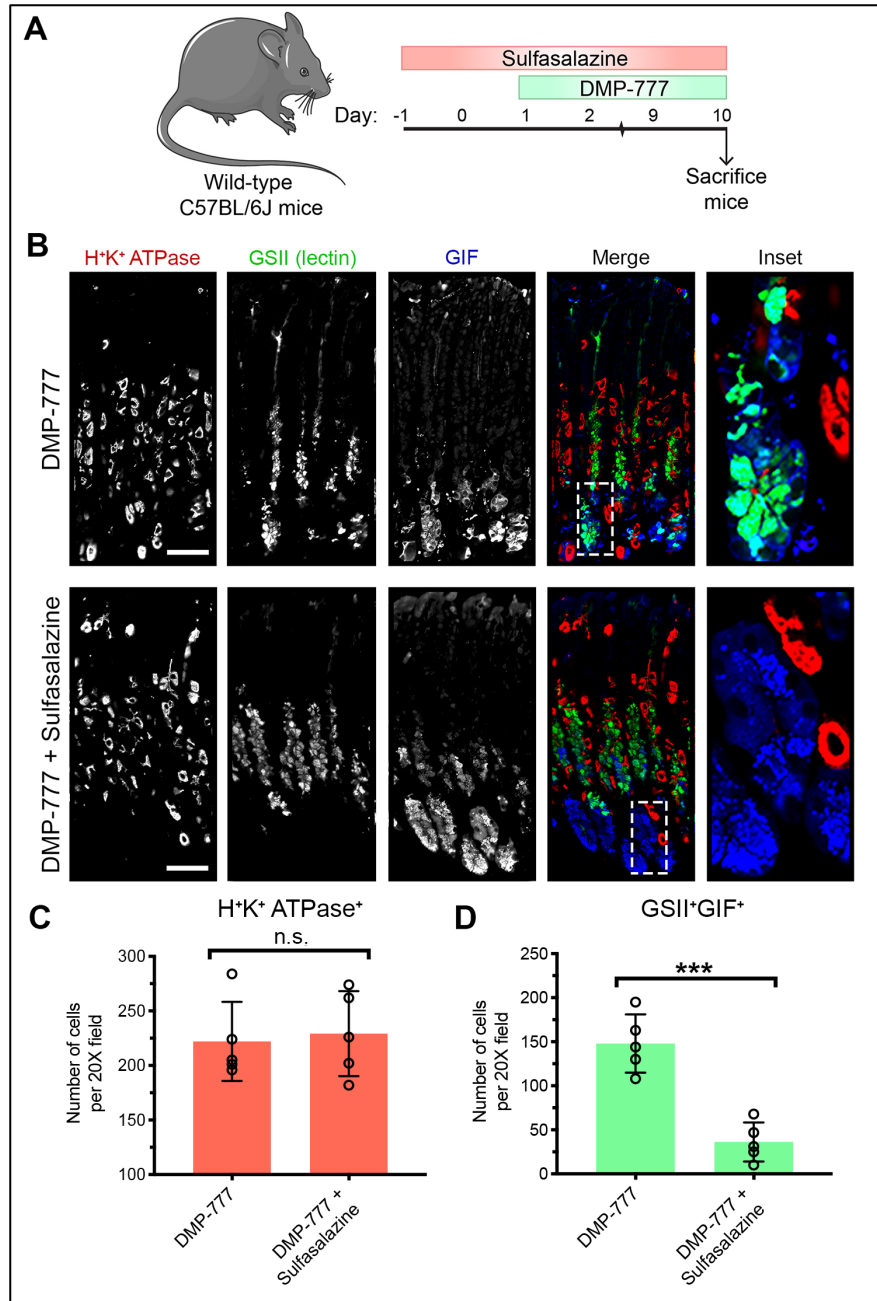 A
Sulfasalazine
DMP-777
Day: -1 0 1 2 9 10
Wild-type
C57BL/6J mice
Sacrifice
mice
B
H⁺K⁺ ATPase GSII (lectin) GIF Merge Inset
DMP-777
DMP-777 + Sulfasalazine
C
H⁺K⁺ ATPase⁺
n.s.
Number of cells
per 20X field
300
250
200
150
100
DMP-777
DMP-777 +
Sulfasalazine
D
GSII⁺GIF⁺
***
Number of cells
per 20X field
250
200
150
100
50
0
DMP-777
DMP-777 +
Sulfasalazine